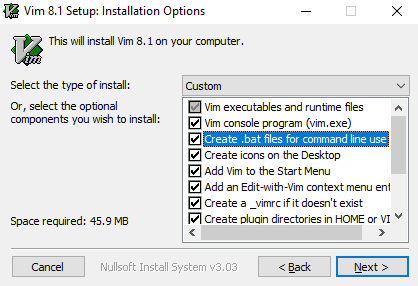 Vim 8.1 Setup: Installation Options
Vim
This will install Vim 8.1 on your computer.
Select the type of install:
Custom
Or, select the optional
components you wish to install:
Vim executables and runtime files
Vim console program (vim.exe)
Create .bat files for command line use
Create icons on the Desktop
Add Vim to the Start Menu
Add an Edit-with-Vim context menu ent
Create a _vimrc if it doesn't exist
Create plugin directories in HOME or VI
Space required: 45.9 MB
Cancel
Nullsoft Install System v3.03
< Back
Next >